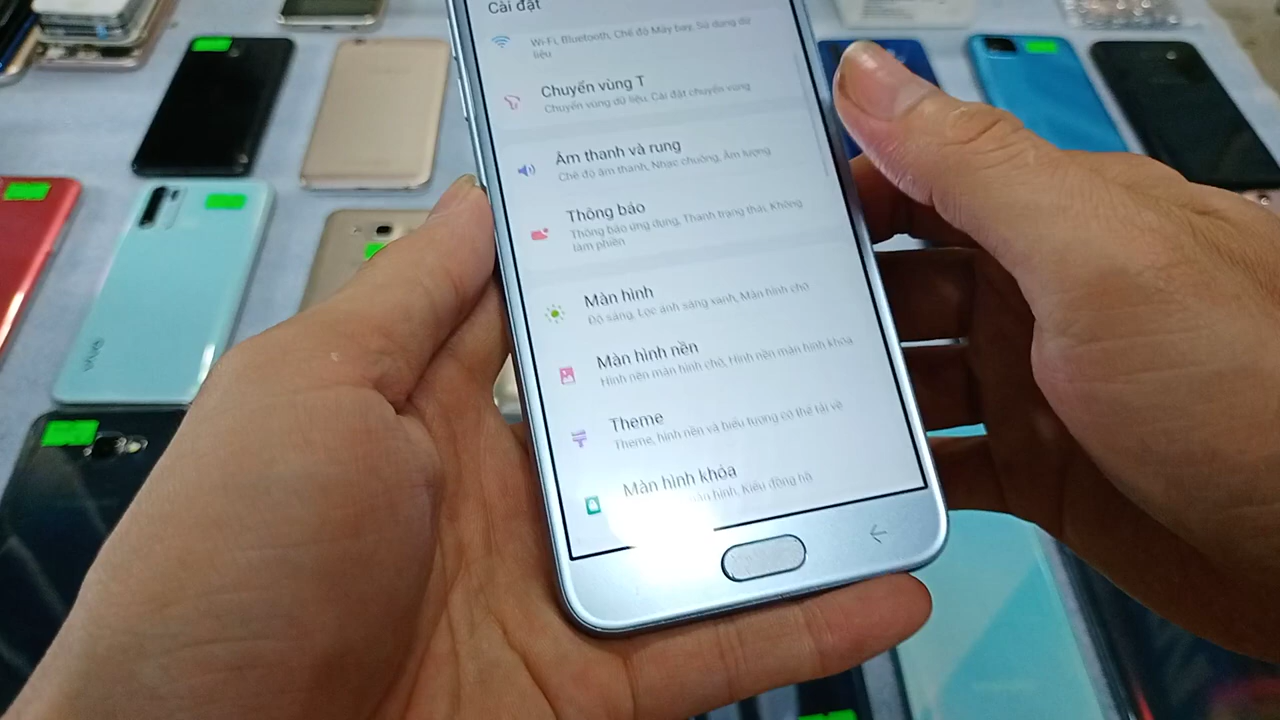 Cài đặt
Wi-Fi, Bluetooth, Chế độ Máy bay, Sử dụng dữ
liệu
Chuyển vùng T
Chuyển vùng dữ liệu, Cài đặt chuyển vùng
Âm thanh và rung
Chế độ âm thanh, Nhạc chuông, Âm lượng
Thông báo
Thông báo ứng dụng, Thanh trạng thái, Không
làm phiền
Màn hình
Độ sáng, Lọc ánh sáng xanh, Màn hình chờ
Màn hình nền
Hình nền màn hình chờ, Hình nền màn hình khóa
Theme
Theme, hình nền và biểu tượng có thể tải về
Màn hình khóa
hình, Kiểu đồng hồ
vivo